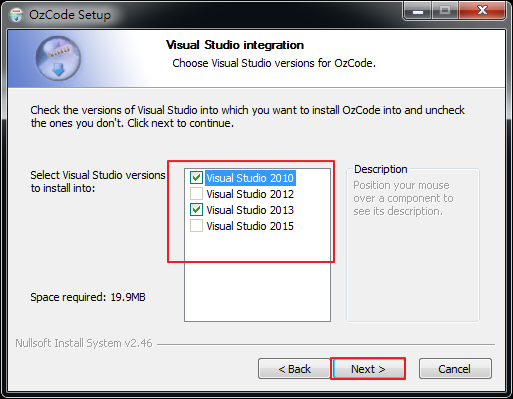 OzCode Setup
Visual Studio integration
Choose Visual Studio versions for OzCode.
Check the versions of Visual Studio into which you want to install OzCode into and uncheck
the ones you don't. Click next to continue.
Select Visual Studio versions
to install into:
Visual Studio 2010
Visual Studio 2012
Visual Studio 2013
Visual Studio 2015
Description
Position your mouse
over a component to
see its description.
Space required: 19.9MB
Nullsoft Install System v2.46
< Back
Next >
Cancel